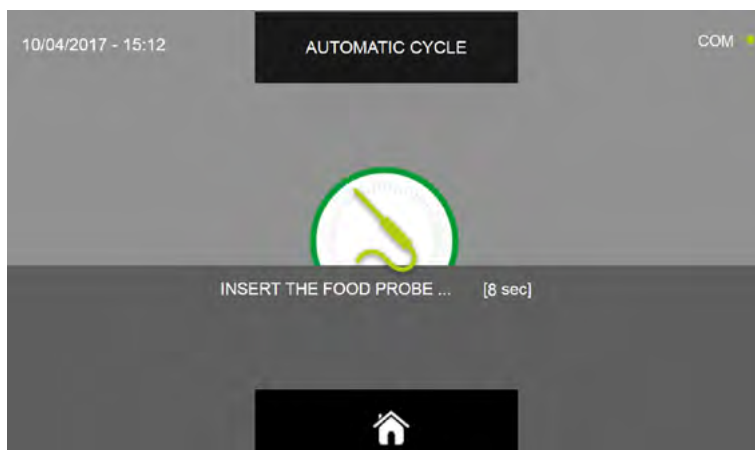 10/04/2017 - 15:12
AUTOMATIC CYCLE
COM
INSERT THE FOOD PROBE ... [8 sec]